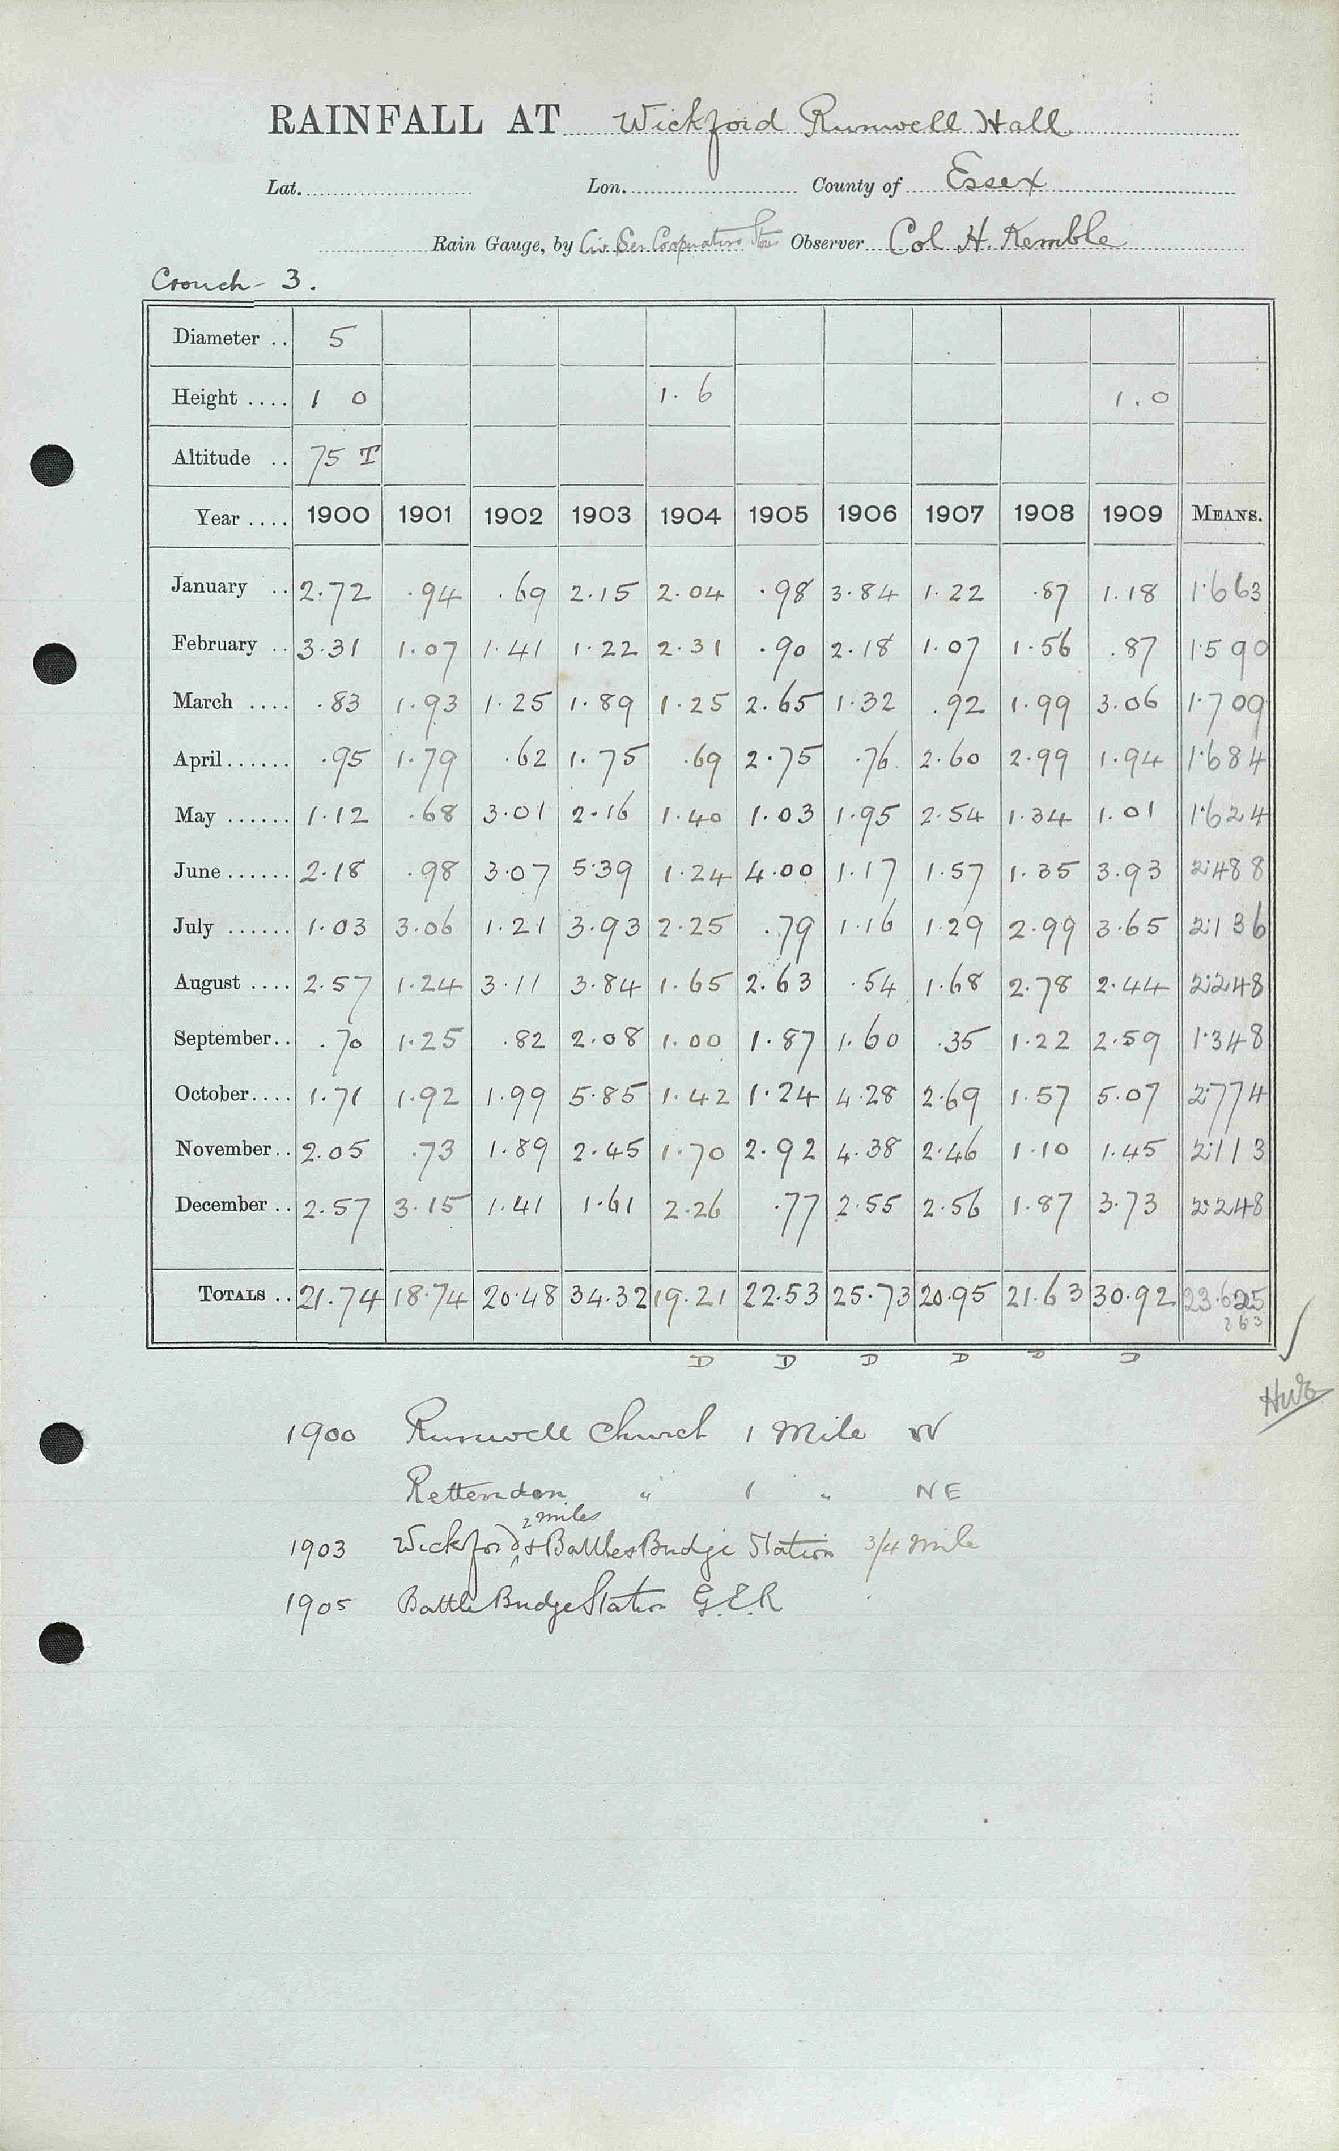 RAINFALL AT Wickford Runwell Hall
Lat. Lon. County of Essex
Rain Gauge, by Civ Ser Cooperative Stores Observer Col H. Kemble
Crouch - 3.
Diameter .. 5
Height .... 1 0 1. 6 1.0
Altitude .. 75 T
Year .... 1900 1901 1902 1903 1904 1905 1906 1907 1908 1909 MEANS.
January .. 2.72 .94 .69 2.15 2.04 .98 3.84 1.22 .87 1.18 1.663
February .. 3.31 1.07 1.41 1.22 2.31 .90 2.18 1.07 1.56 .87 1.590
March .... .83 1.93 1.25 1.89 1.25 2.65 1.32 .92 1.99 3.06 1.709
April...... .95 1.79 .62 1.75 .69 2.75 .76 2.60 2.99 1.94 1.684
May ...... 1.12 .68 3.01 2.16 1.40 1.03 1.95 2.54 1.34 1.01 1.624
June...... 2.18 .98 3.07 5.39 1.24 4.00 1.17 1.57 1.35 3.93 2.488
July ...... 1.03 3.06 1.21 3.93 2.25 .79 1.16 1.29 2.99 3.65 2.136
August .... 2.57 1.24 3.11 3.84 1.65 2.63 .54 1.68 2.78 2.44 2.248
September.. .70 1.25 .82 2.08 1.00 1.87 1.60 .35 1.22 2.59 1.348
October.... 1.71 1.92 1.99 5.85 1.42 1.24 4.28 2.69 1.57 5.07 2.774
November.. 2.05 .73 1.89 2.45 1.70 2.92 4.38 2.46 1.10 1.45 2.113
December .. 2.57 3.15 1.41 1.61 2.26 .77 2.55 2.56 1.87 3.73 2.248
TOTALS .. 21.74 18.74 20.48 34.32 19.21 22.53 25.73 20.95 21.63 30.92 23.625
263
D D D D D D
1900 Runwell Church 1 Mile W
Rettendon " 1 " NE
2 miles
1903 Wickford & Battles Bridge Station 3/4 mile
1905 Battle Bridge Station G.E.R